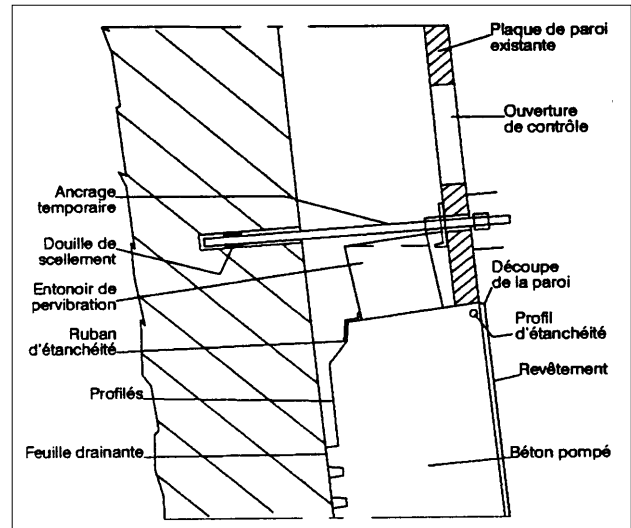 Plaque de paroi
existante
Ouverture
de contrôle
Ancrage
temporaire
Douille de
scellement
Entonoir de
pervibration
Découpe
de la paroi
Ruban
d'étanchéité
Profil
d'étanchéité
Revêtement
Profilés
Feuille drainante
Béton pompé